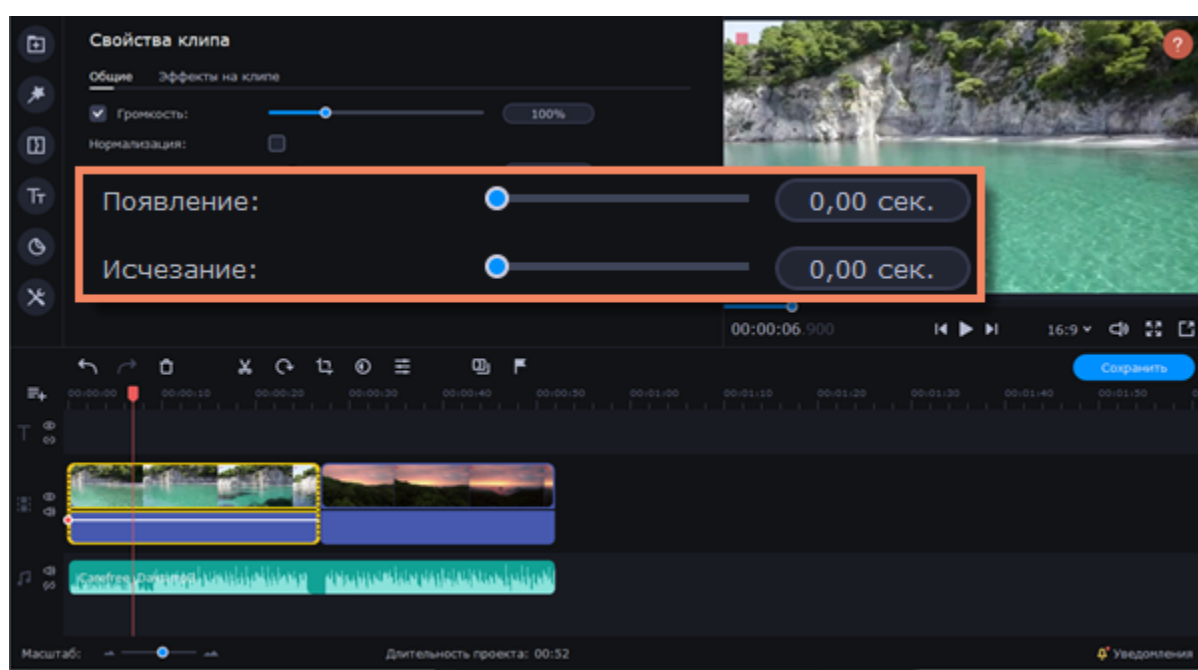 Свойства клипа
Общие Эффекты на клипе
Громкость: 100%
Нормализация:
Появление: 0,00 сек.
Исчезание: 0,00 сек.
?
00:00:06.900 16:9
Сохранить
00:00:00 00:00:10 00:00:20 00:00:30 00:00:40 00:00:50 00:01:00 00:01:10 00:01:20 00:01:30 00:01:40 00:01:50
Carefree Days.mp3
Масштаб: Длительность проекта: 00:52 Уведомления